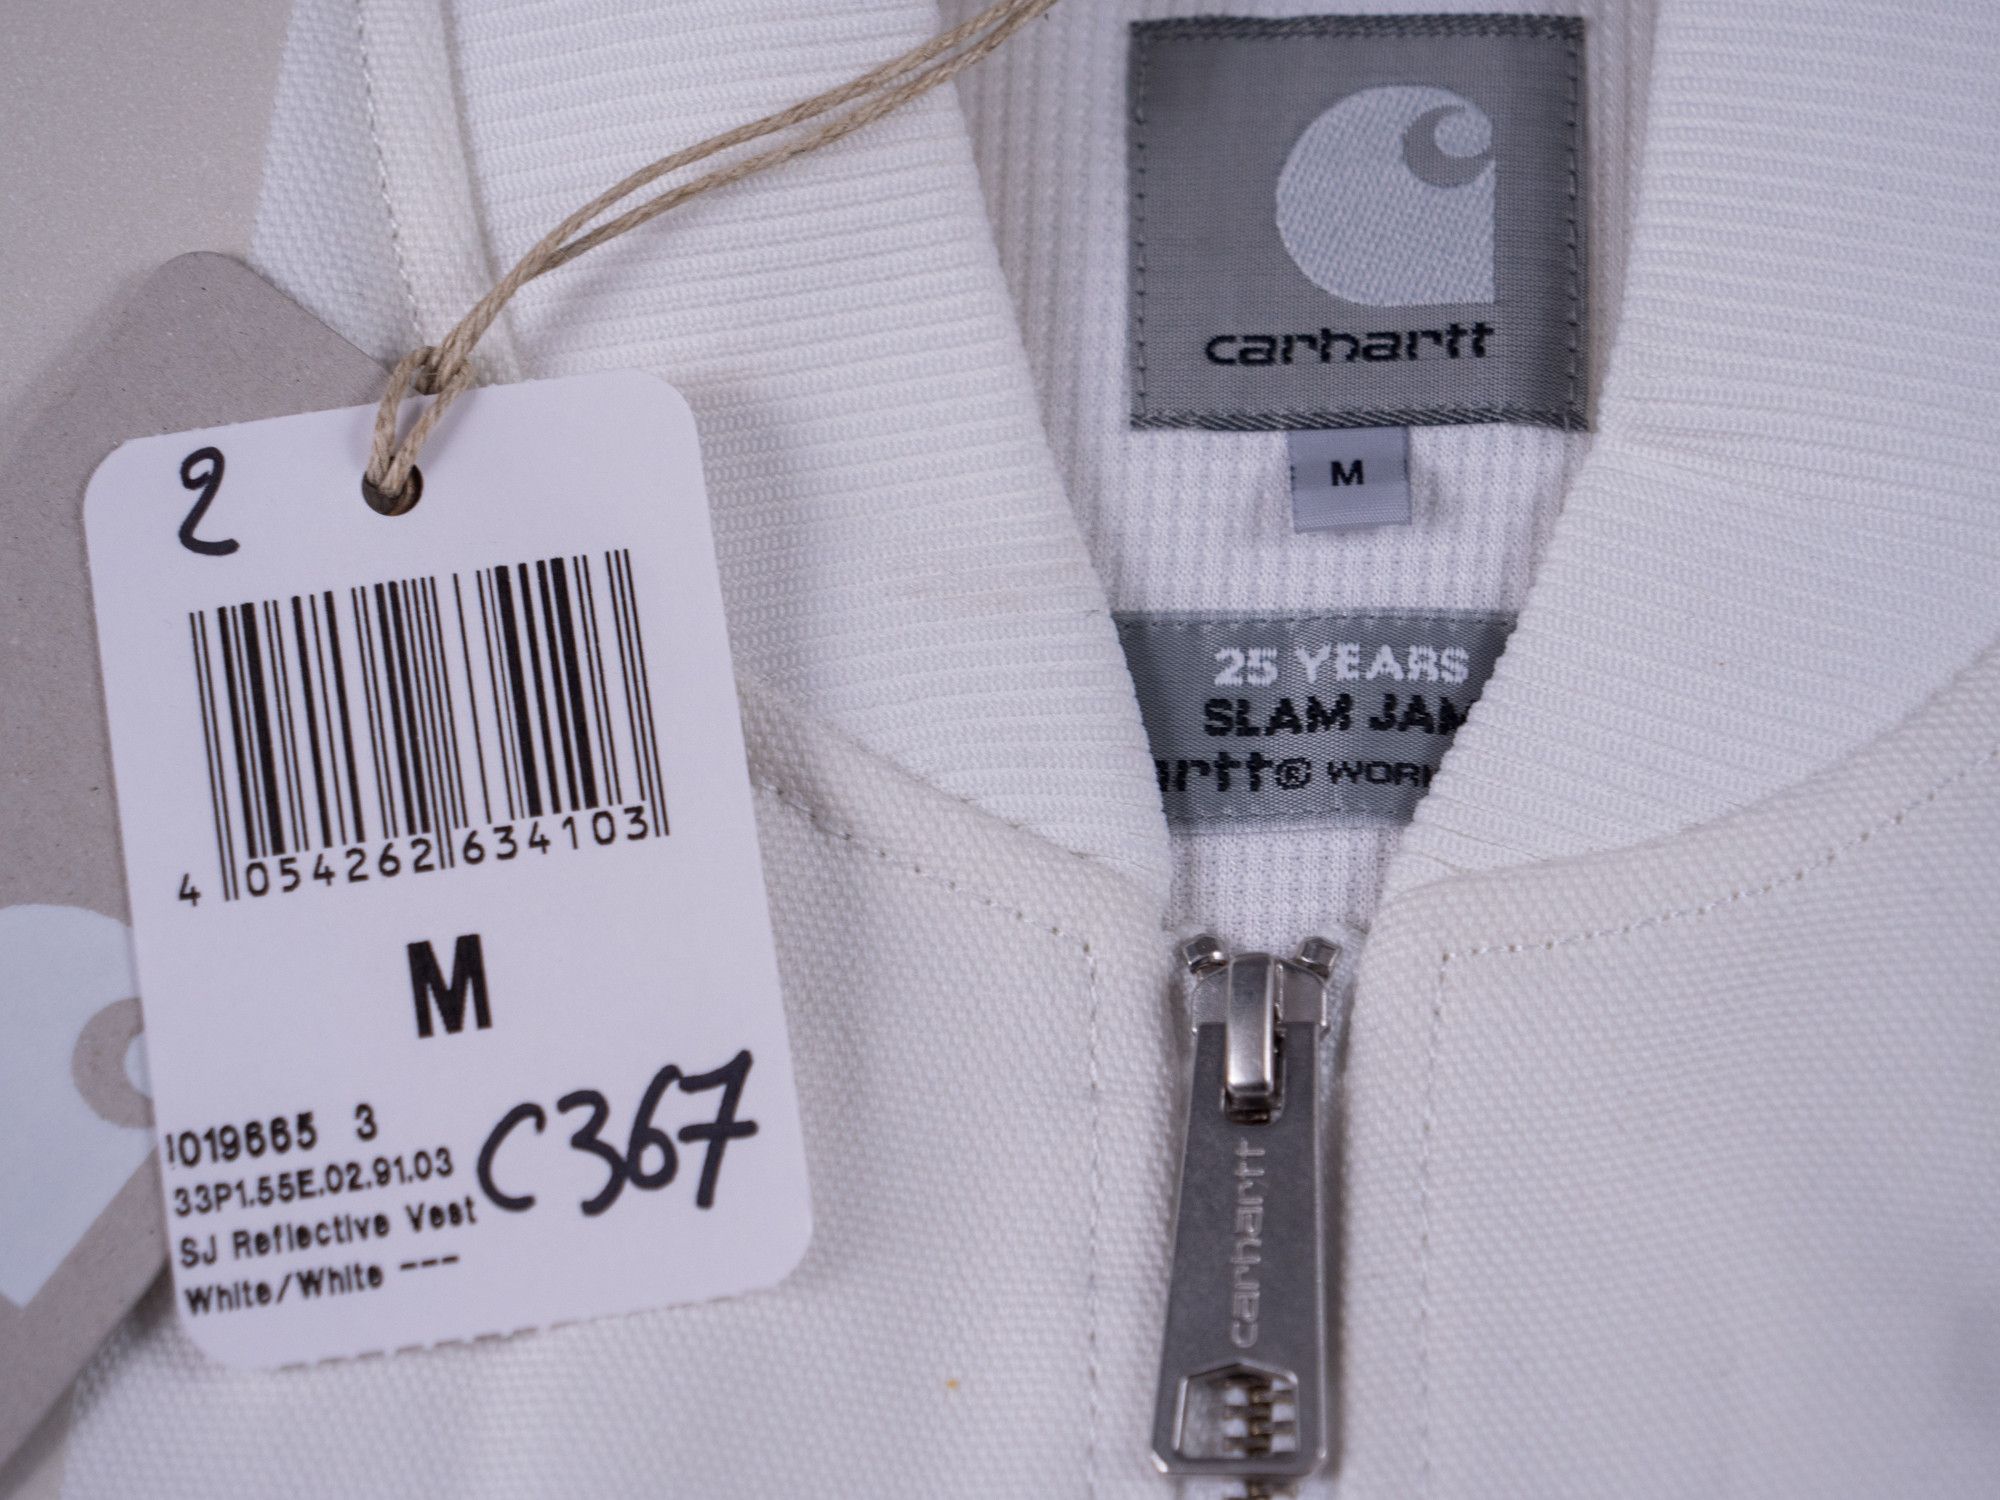 2
4 054262 634103
M
I019665 3
33P1.55E.02.91.03
SJ Reflective Vest
White/White ---
C367
carhartt
M
25 YEARS
SLAM JAM
artt® WORK
carhartt